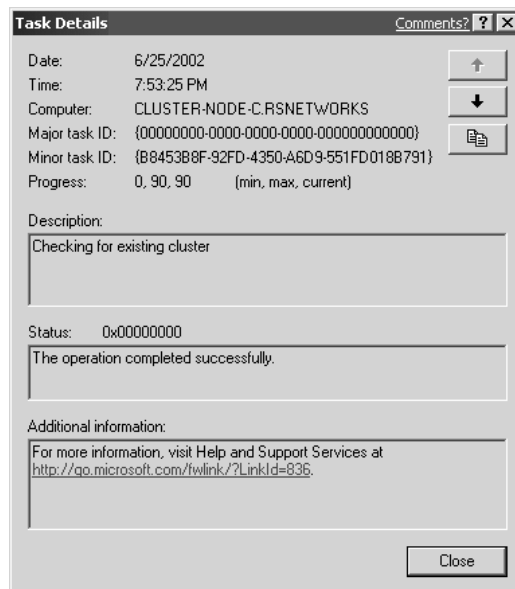 Task Details Comments? ? X
Date: 6/25/2002
Time: 7:53:25 PM
Computer: CLUSTER-NODE-C.RSNETWORKS
Major task ID: {00000000-0000-0000-0000-000000000000}
Minor task ID: {B8453B8F-92FD-4350-A6D9-551FD018B791}
Progress: 0, 90, 90 (min, max, current)
Description:
Checking for existing cluster
Status: 0x00000000
The operation completed successfully.
Additional information:
For more information, visit Help and Support Services at
http://go.microsoft.com/fwlink/?LinkId=836.
Close